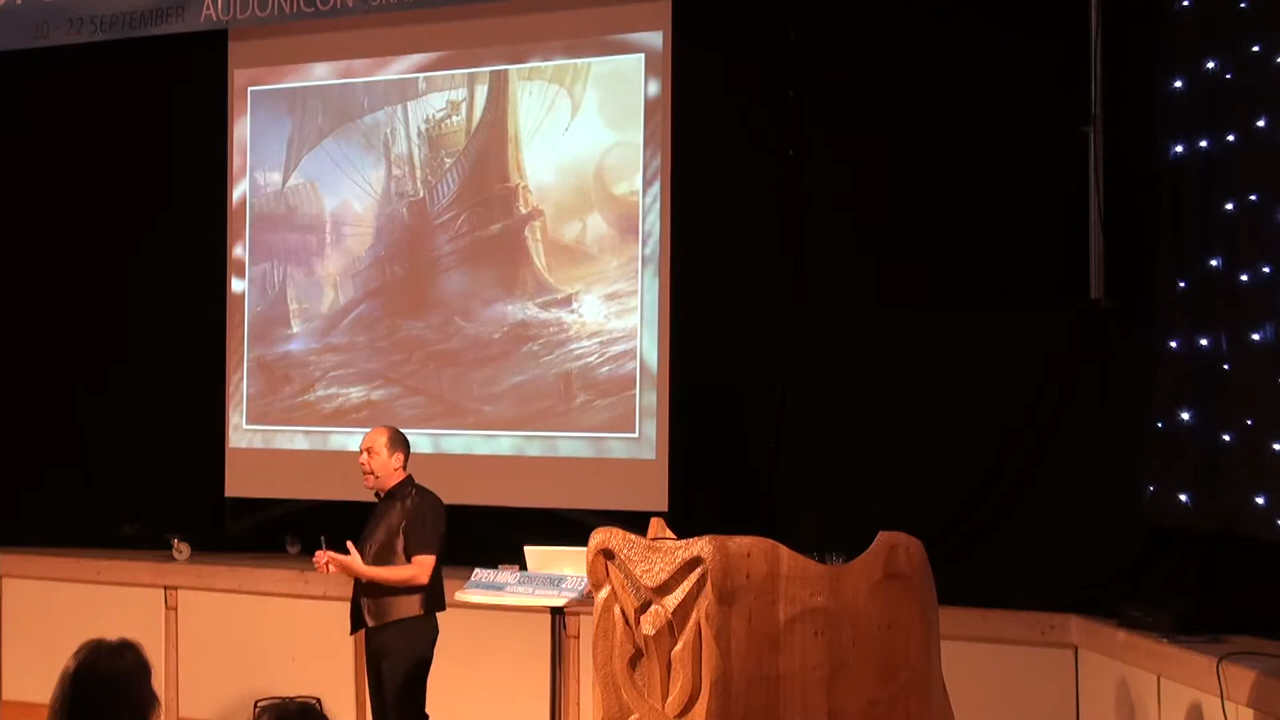 20 - 22 SEPTEMBER AUDONICON
OPEN MIND CONFERENCE 2013
AUDONICON